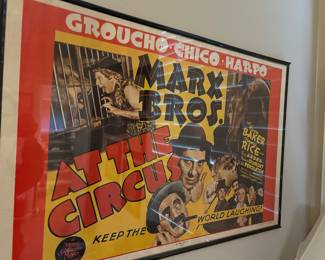 GROUCHO·CHICO·HARPO
MARX
BROS.
AT THE
CIRCUS
BAKER
RICE
KEEP THE WORLD LAUGHING!